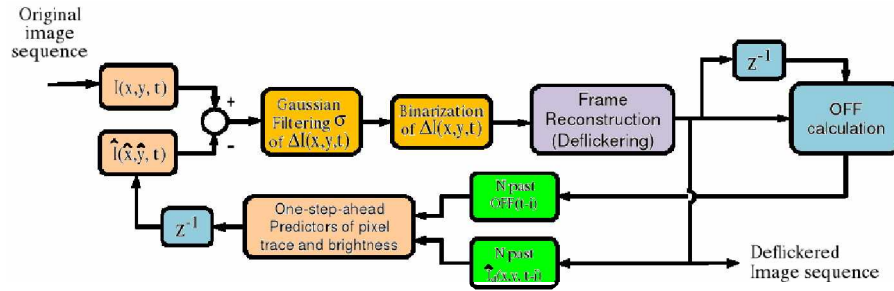 Original
image
sequence
I(x,y, t)
+
-
Î(x̂,ŷ, t)
Gaussian
Filtering σ
of ΔI(x,y,t)
Binarization
of ΔI(x,y,t)
Frame
Reconstruction
(Deflickering)
z⁻¹
OFF
calculation
N past
OFF(t-i)
N past
(x,y, t-i)
One-step-ahead
Predictors of pixel
trace and brightness
z⁻¹
Deflickered
Image sequence